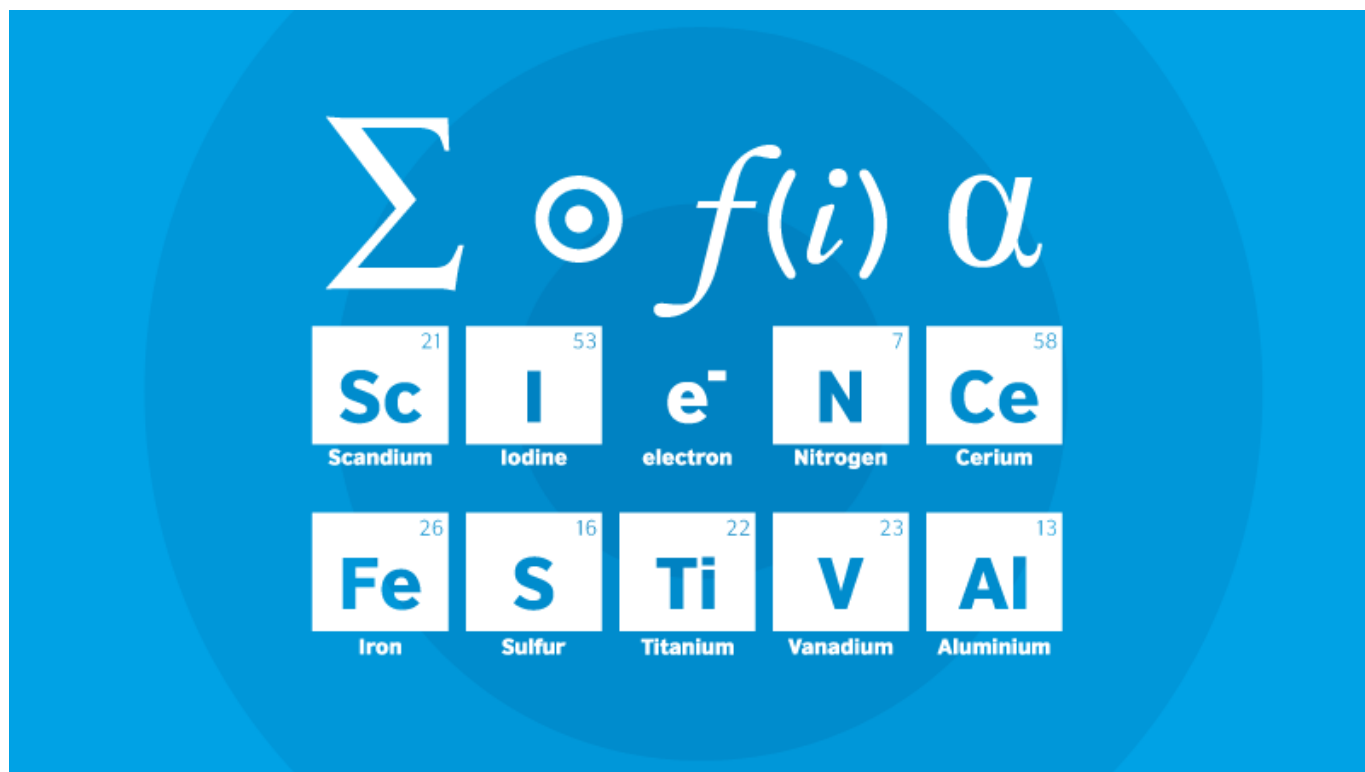 Σ ⊙ f(i) α
21 53 7 58
Sc I e⁻ N Ce
Scandium Iodine electron Nitrogen Cerium
26 16 22 23 13
Fe S Ti V Al
Iron Sulfur Titanium Vanadium Aluminium